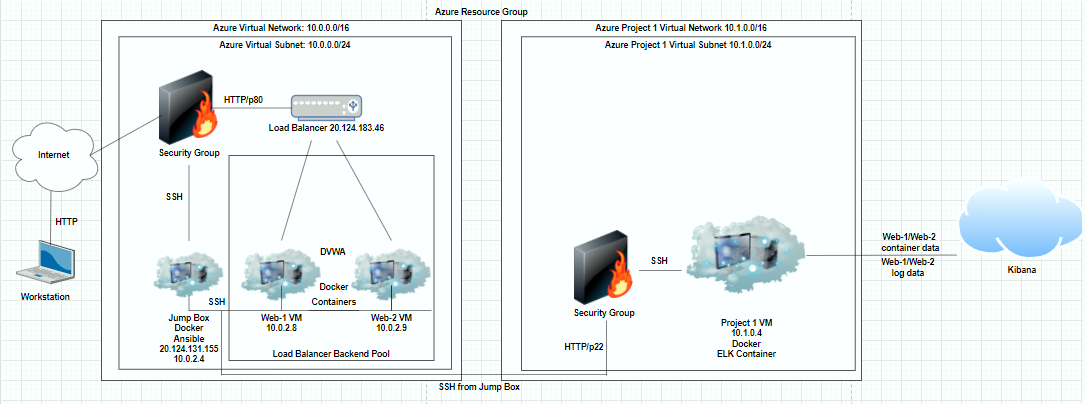 Azure Resource Group
Azure Virtual Network: 10.0.0.0/16
Azure Virtual Subnet: 10.0.0.0/24
HTTP/p80
Load Balancer 20.124.183.46
Security Group
Internet
SSH
HTTP
Workstation
DVWA
Docker
Containers
SSH
Jump Box
Docker
Ansible
20.124.131.155
10.0.2.4
Web-1 VM
10.0.2.8
Web-2 VM
10.0.2.9
Load Balancer Backend Pool
SSH from Jump Box
Azure Project 1 Virtual Network 10.1.0.0/16
Azure Project 1 Virtual Subnet 10.1.0.0/24
SSH
Security Group
HTTP/p22
Project 1 VM
10.1.0.4
Docker
ELK Container
Web-1/Web-2
container data
Web-1/Web-2
log data
Kibana